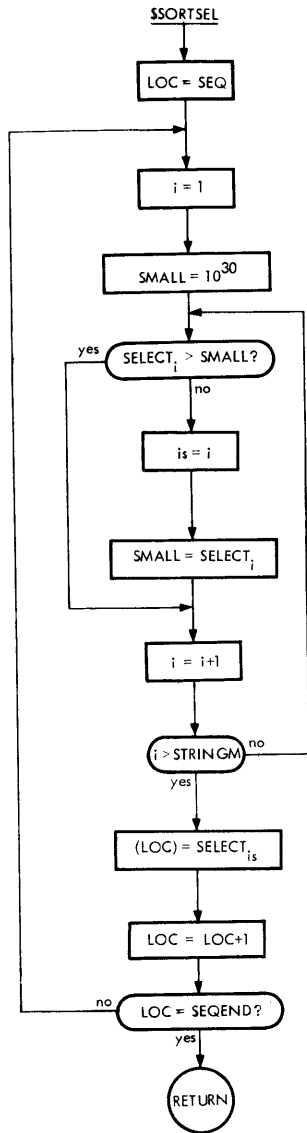 $SORTSEL
LOC = SEQ
i = 1
SMALL = 10^30
yes
SELECT_i > SMALL?
no
is = i
SMALL = SELECT_i
i = i+1
i > STRINGM
no
yes
(LOC) = SELECT_is
LOC = LOC+1
no
LOC = SEQEND?
yes
RETURN